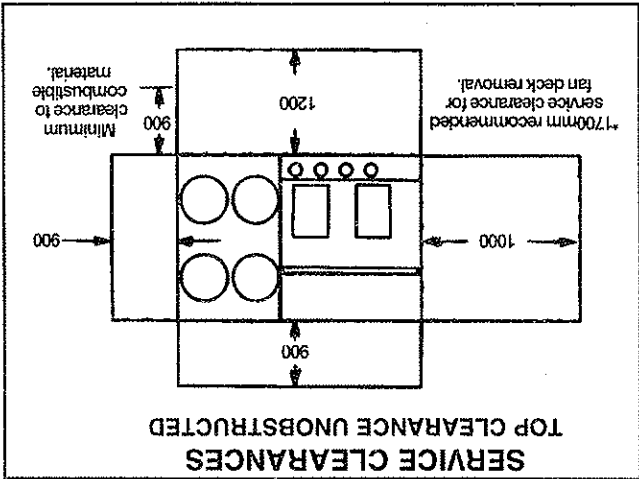 SERVICE CLEARANCES
TOP CLEARANCE UNOBSTRUCTED
900
1000
900
*1700mm recommended
service clearance for
fan deck removal.
1200
900
Minimum
clearance to
combustible
material.